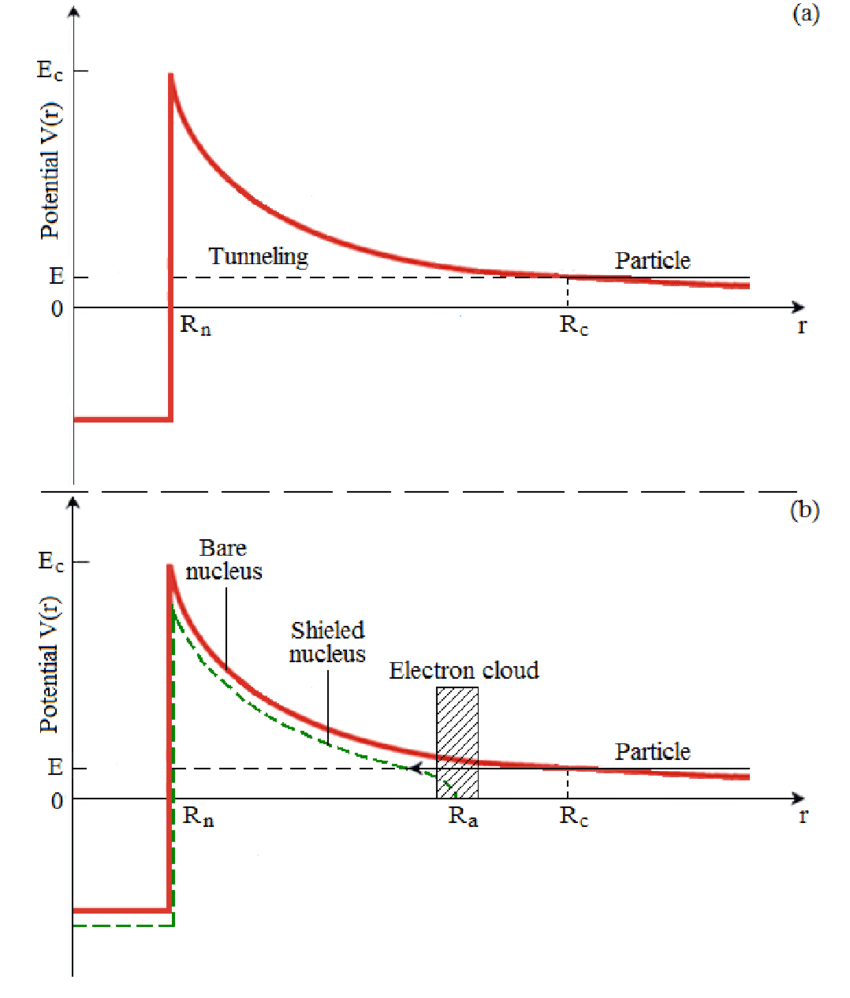 (a)
Ec
Potential V(r)
Tunneling
Particle
E
0
Rn
Rc
r
(b)
Bare
nucleus
Ec
Shieled
nucleus
Potential V(r)
Electron cloud
Particle
E
0
Rn
Ra
Rc
r